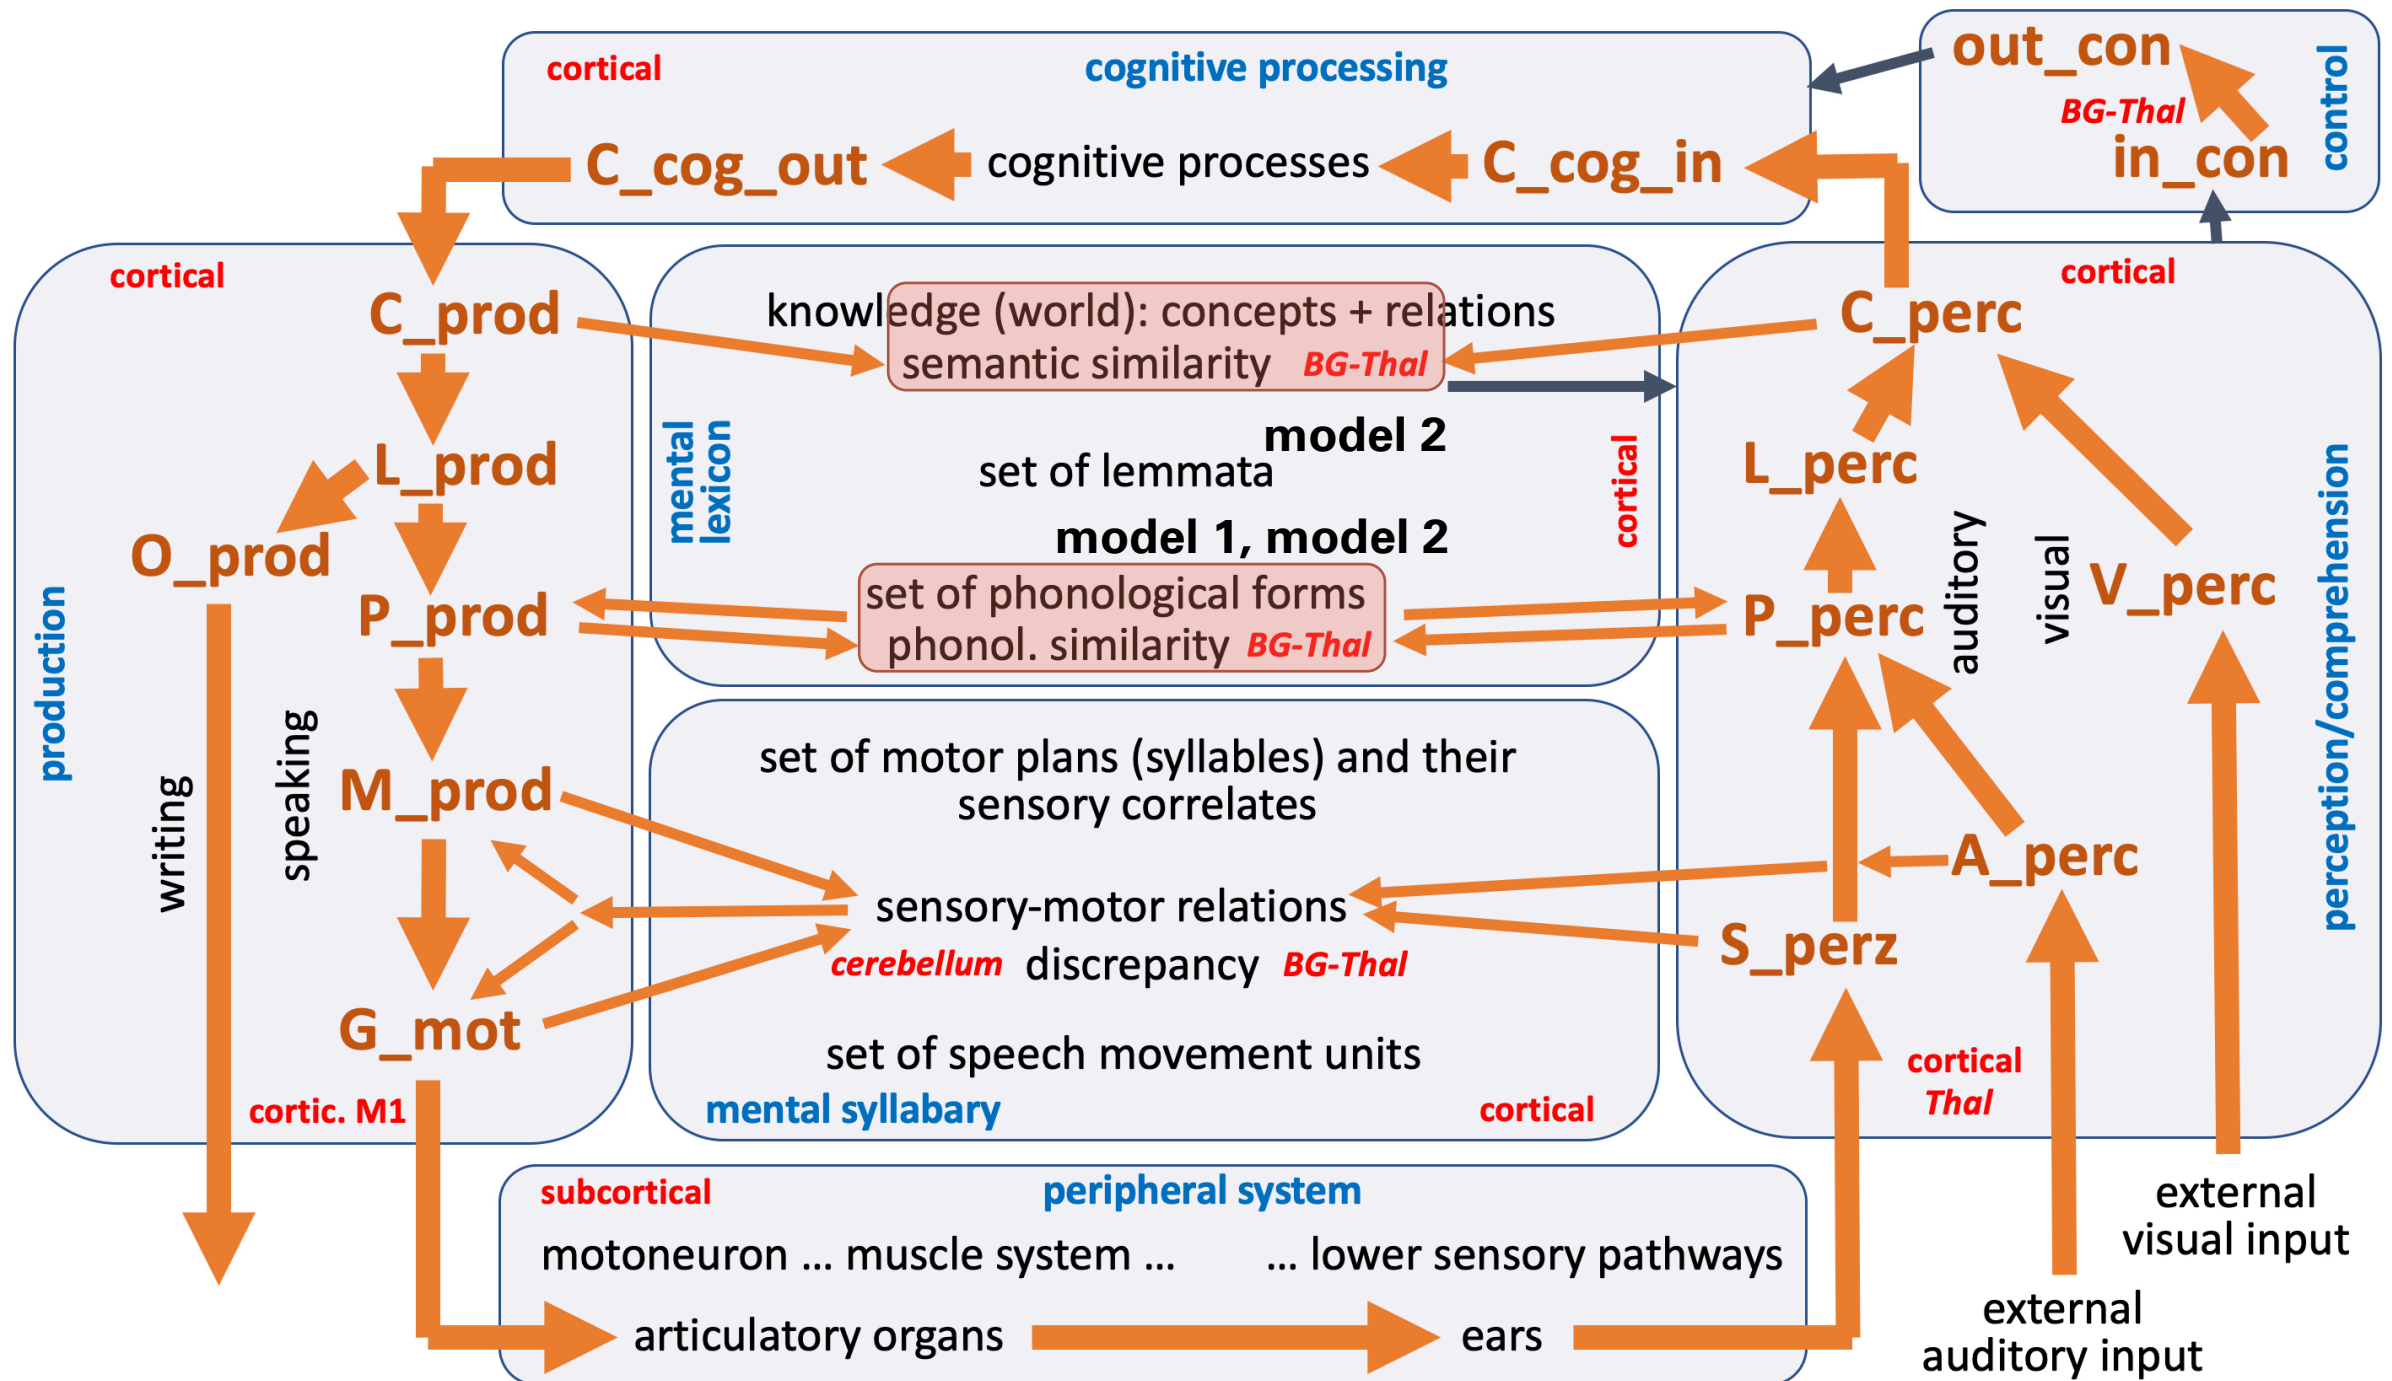 cortical
cognitive processing
C_cog_out
cognitive processes
C_cog_in
out_con
BG-Thal
in_con
control
cortical
C_prod
L_prod
O_prod
P_prod
M_prod
G_mot
production
writing
speaking
cortic. M1
knowledge (world): concepts + relations
semantic similarity BG-Thal
model 2
set of lemmata
model 1, model 2
set of phonological forms
phonol. similarity BG-Thal
mental
lexicon
cortical
set of motor plans (syllables) and their
sensory correlates
sensory-motor relations
cerebellum discrepancy BG-Thal
set of speech movement units
mental syllabary
cortical
cortical
C_perc
L_perc
P_perc
auditory
visual
V_perc
A_perc
S_perz
perception/comprehension
cortical
Thal
subcortical
peripheral system
motoneuron ... muscle system ...
... lower sensory pathways
articulatory organs
ears
external
visual input
external
auditory input